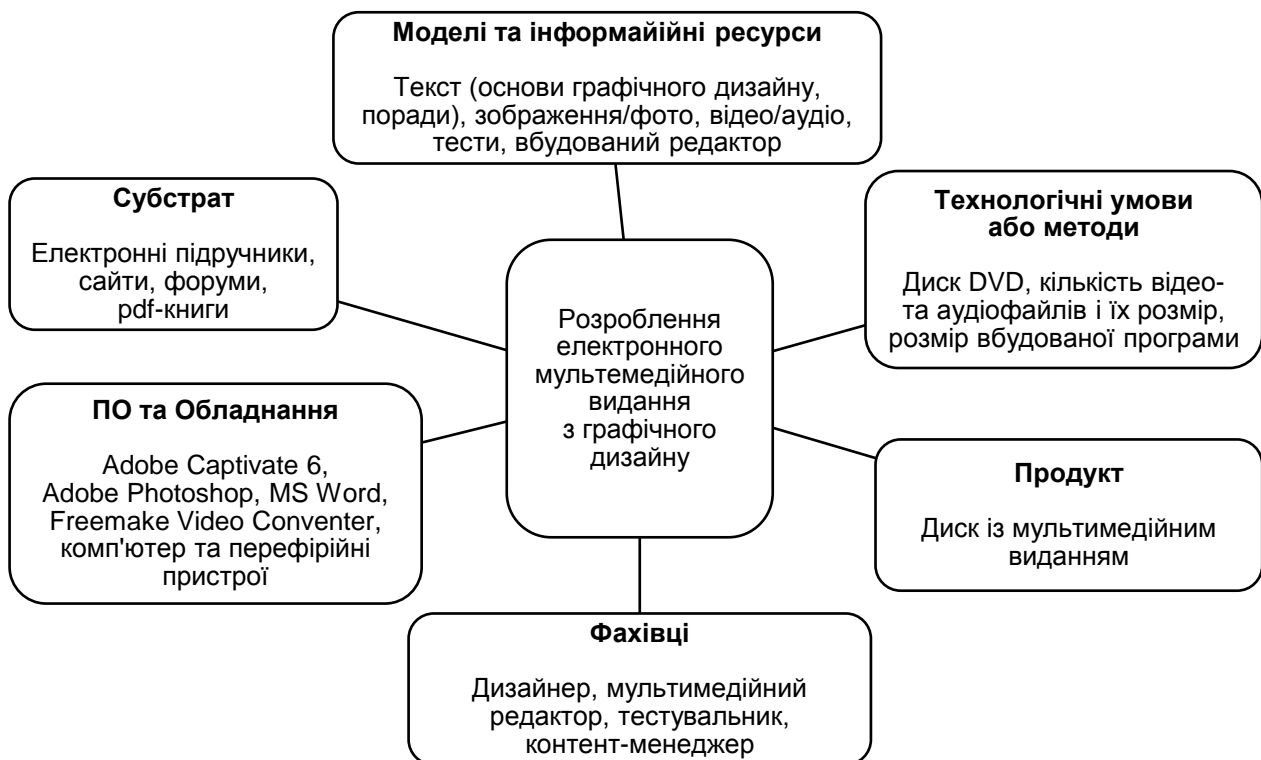 Моделі та інформайійні ресурси
Текст (основи графічного дизайну,
поради), зображення/фото, відео/аудіо,
тести, вбудований редактор
Субстрат
Електронні підручники,
сайти, форуми,
pdf-книги
Технологічні умови
або методи
Диск DVD, кількість відео-
та аудіофайлів і їх розмір,
розмір вбудованої програми
Розроблення
електронного
мультемедійного
видання
з графічного
дизайну
ПО та Обладнання
Adobe Captivate 6,
Adobe Photoshop, MS Word,
Freemake Video Conventer,
комп'ютер та перефірійні
пристрої
Продукт
Диск із мультимедійним
виданням
Фахівці
Дизайнер, мультимедійний
редактор, тестувальник,
контент-менеджер